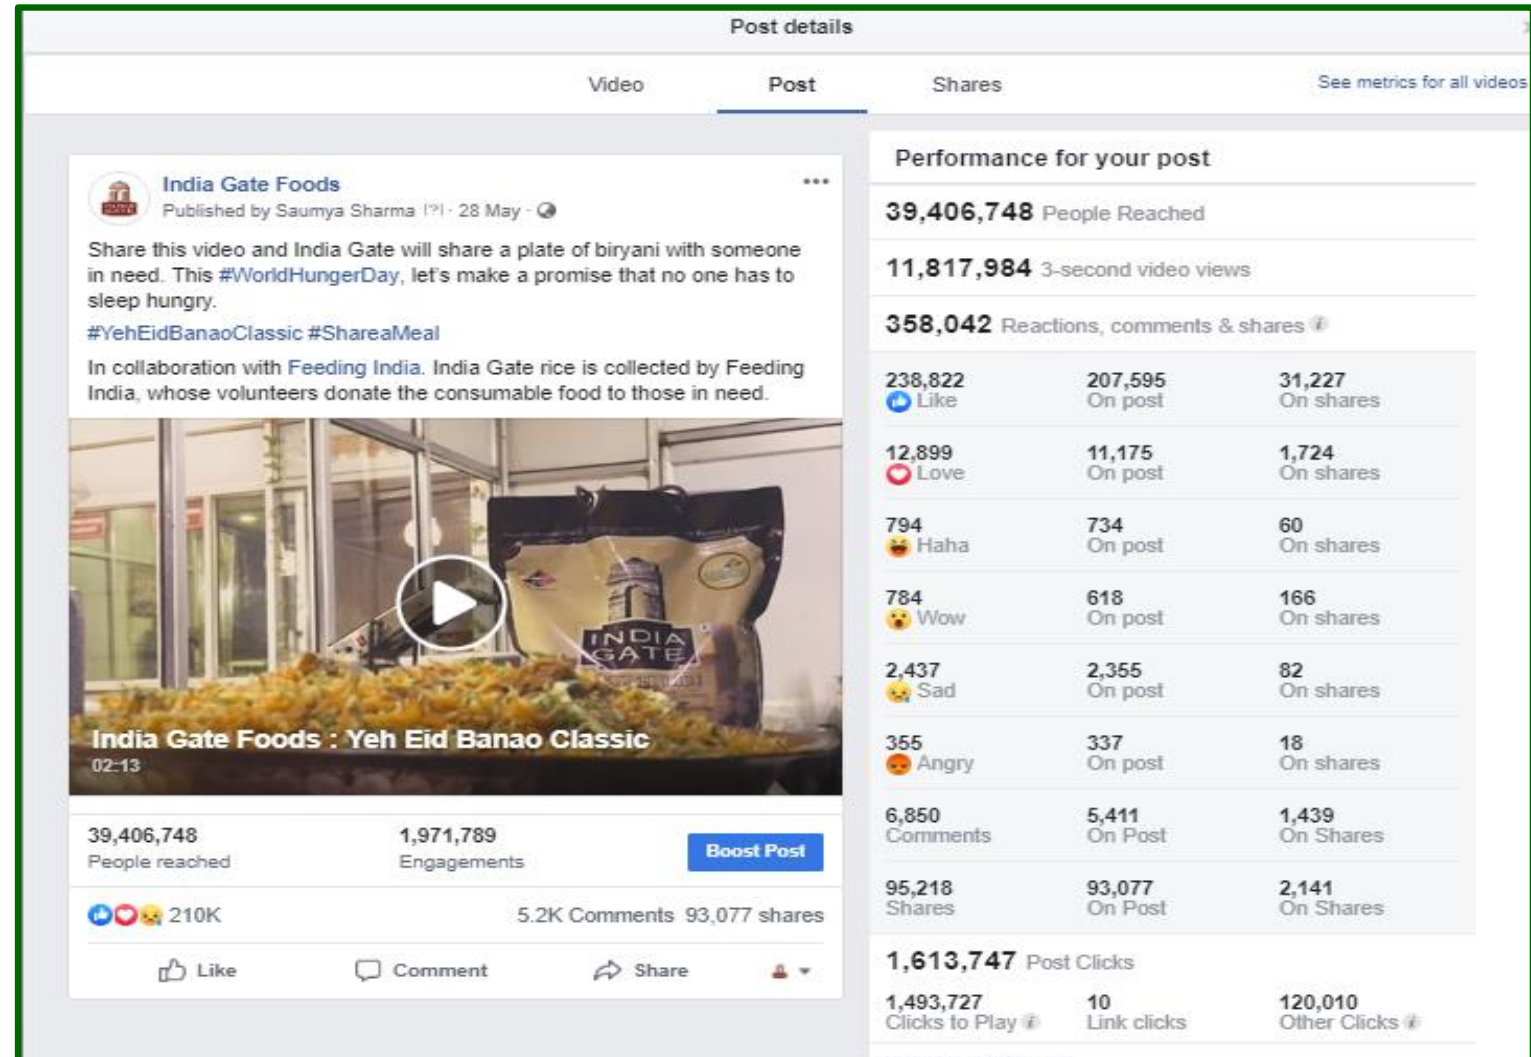 Post details
Video Post Shares See metrics for all videos
India Gate Foods
Published by Saumya Sharma [?] · 28 May ·
Share this video and India Gate will share a plate of biryani with someone
in need. This #WorldHungerDay, let's make a promise that no one has to
sleep hungry.
#YehEidBanaoClassic #ShareaMeal
In collaboration with Feeding India. India Gate rice is collected by Feeding
India, whose volunteers donate the consumable food to those in need.
INDIA
GATE
India Gate Foods : Yeh Eid Banao Classic
02:13
39,406,748 1,971,789
People reached Engagements
Boost Post
210K 5.2K Comments 93,077 shares
Like Comment Share
Performance for your post
39,406,748 People Reached
11,817,984 3-second video views
358,042 Reactions, comments & shares
238,822 207,595 31,227
Like On post On shares
12,899 11,175 1,724
Love On post On shares
794 734 60
Haha On post On shares
784 618 166
Wow On post On shares
2,437 2,355 82
Sad On post On shares
355 337 18
Angry On post On shares
6,850 5,411 1,439
Comments On Post On Shares
95,218 93,077 2,141
Shares On Post On Shares
1,613,747 Post Clicks
1,493,727 10 120,010
Clicks to Play Link clicks Other Clicks